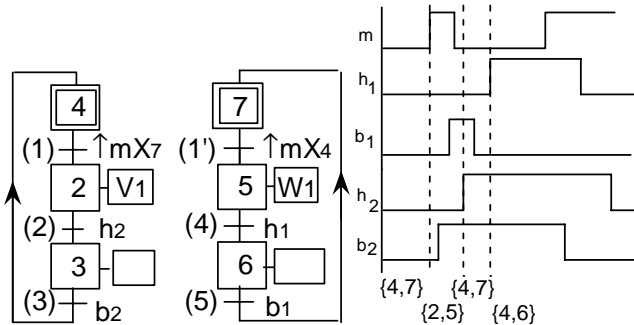 4
(1) ↑mX7
2 V1
(2) h2
3
(3) b2
7
(1') ↑mX4
5 W1
(4) h1
6
(5) b1
m
h1
b1
h2
b2
{4,7} {4,7}
{2,5} {4,6}